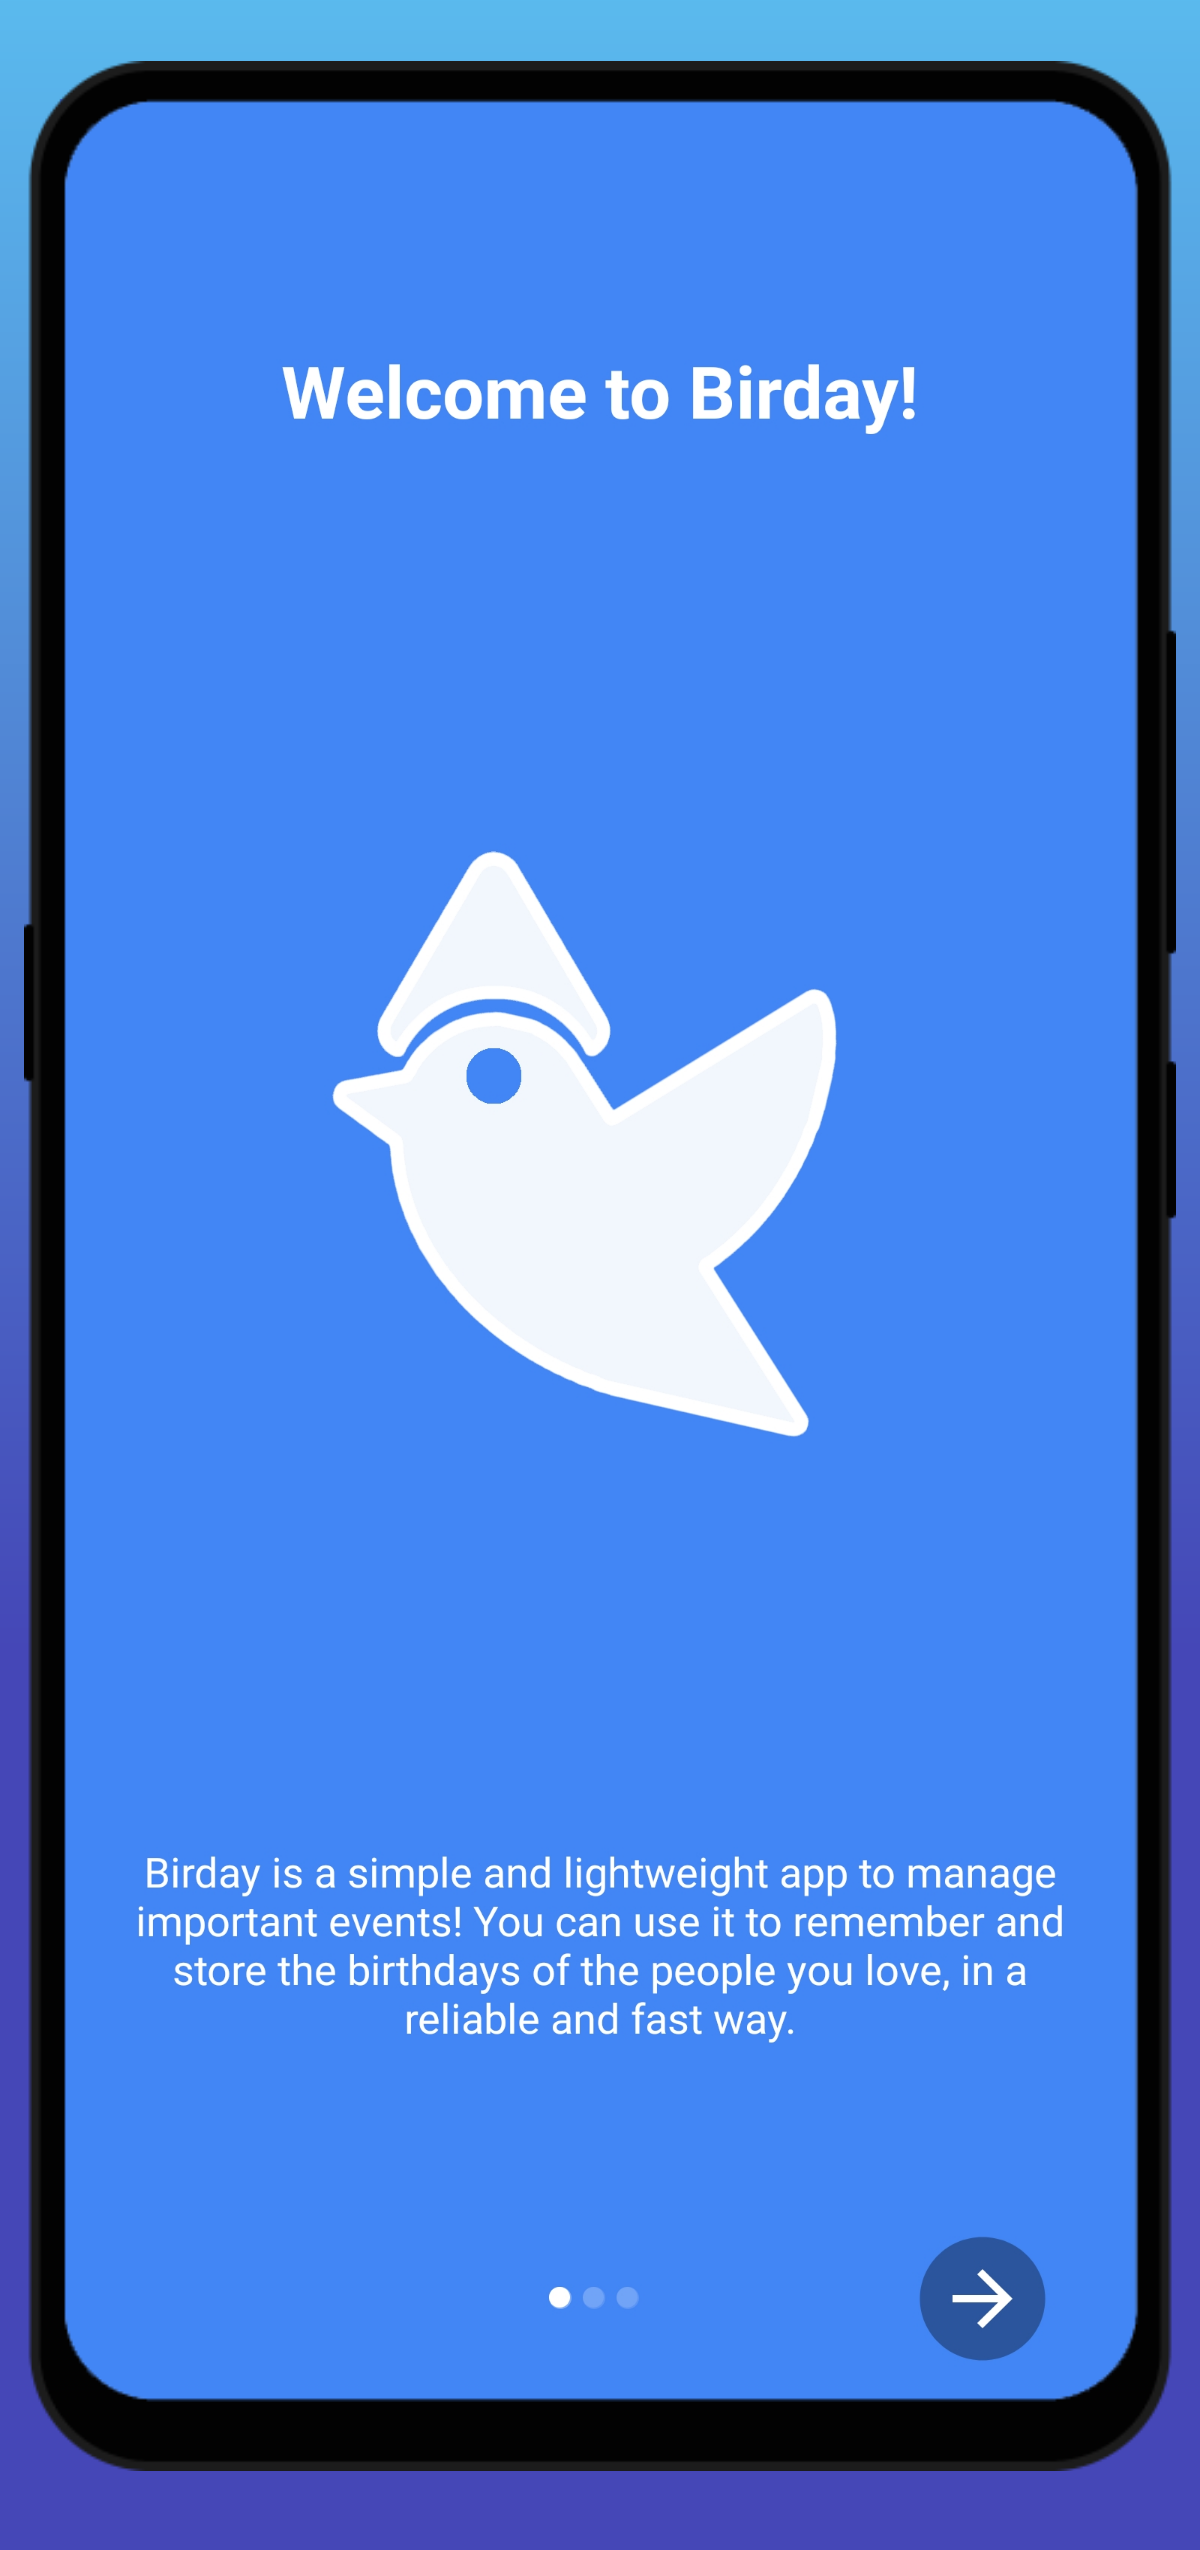 Welcome to Birday!
Birday is a simple and lightweight app to manage
important events! You can use it to remember and
store the birthdays of the people you love, in a
reliable and fast way.